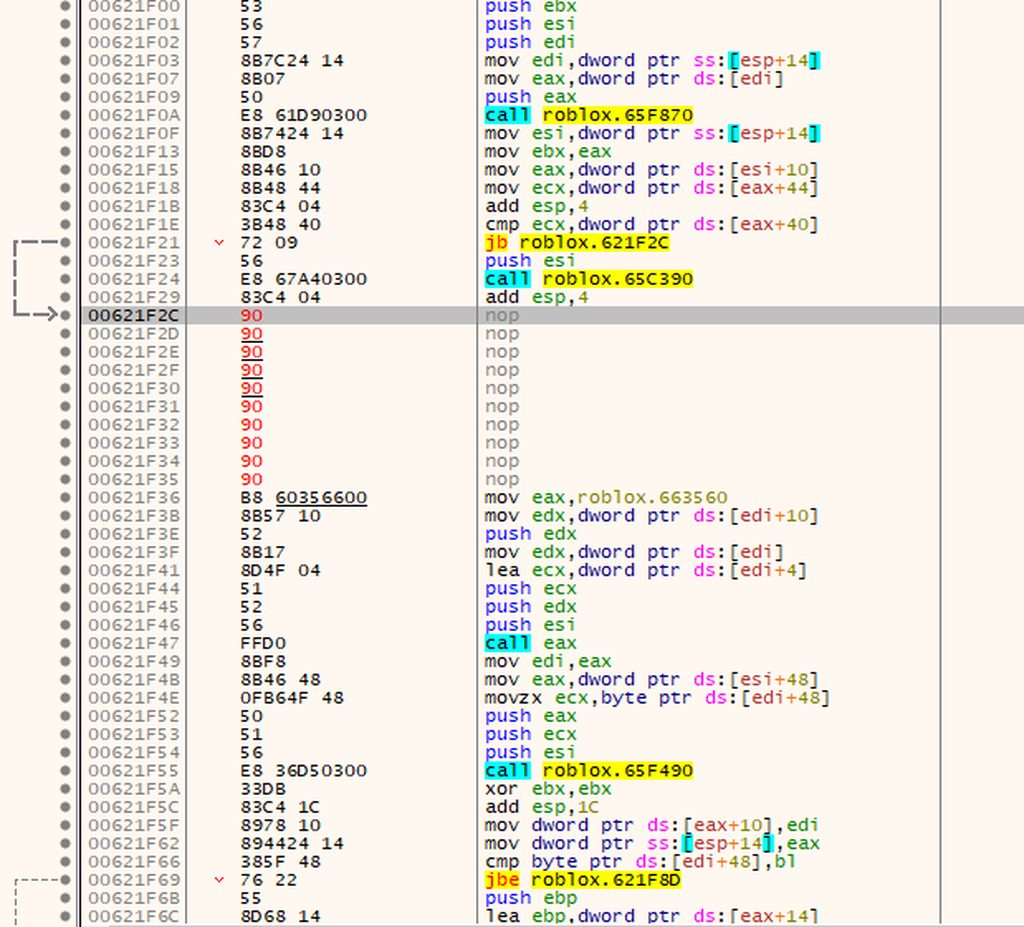 00621F00 53 push ebx
00621F01 56 push esi
00621F02 57 push edi
00621F03 8B7C24 14 mov edi,dword ptr ss:[esp+14]
00621F07 8B07 mov eax,dword ptr ds:[edi]
00621F09 50 push eax
00621F0A E8 61D90300 call roblox.65F870
00621F0F 8B7424 14 mov esi,dword ptr ss:[esp+14]
00621F13 8BD8 mov ebx,eax
00621F15 8B46 10 mov eax,dword ptr ds:[esi+10]
00621F18 8B48 44 mov ecx,dword ptr ds:[eax+44]
00621F1B 83C4 04 add esp,4
00621F1E 3B48 40 cmp ecx,dword ptr ds:[eax+40]
00621F21 72 09 jb roblox.621F2C
00621F23 56 push esi
00621F24 E8 67A40300 call roblox.65C390
00621F29 83C4 04 add esp,4
00621F2C 90 nop
00621F2D 90 nop
00621F2E 90 nop
00621F2F 90 nop
00621F30 90 nop
00621F31 90 nop
00621F32 90 nop
00621F33 90 nop
00621F34 90 nop
00621F35 90 nop
00621F36 B8 60356600 mov eax,roblox.663560
00621F3B 8B57 10 mov edx,dword ptr ds:[edi+10]
00621F3E 52 push edx
00621F3F 8B17 mov edx,dword ptr ds:[edi]
00621F41 8D4F 04 lea ecx,dword ptr ds:[edi+4]
00621F44 51 push ecx
00621F45 52 push edx
00621F46 56 push esi
00621F47 FFD0 call eax
00621F49 8BF8 mov edi,eax
00621F4B 8B46 48 mov eax,dword ptr ds:[esi+48]
00621F4E 0FB64F 48 movzx ecx,byte ptr ds:[edi+48]
00621F52 50 push eax
00621F53 51 push ecx
00621F54 56 push esi
00621F55 E8 36D50300 call roblox.65F490
00621F5A 33DB xor ebx,ebx
00621F5C 83C4 1C add esp,1C
00621F5F 8978 10 mov dword ptr ds:[eax+10],edi
00621F62 894424 14 mov dword ptr ss:[esp+14],eax
00621F66 385F 48 cmp byte ptr ds:[edi+48],bl
00621F69 76 22 jbe roblox.621F8D
00621F6B 55 push ebp
00621F6C 8D68 14 lea ebp,dword ptr ds:[eax+14]